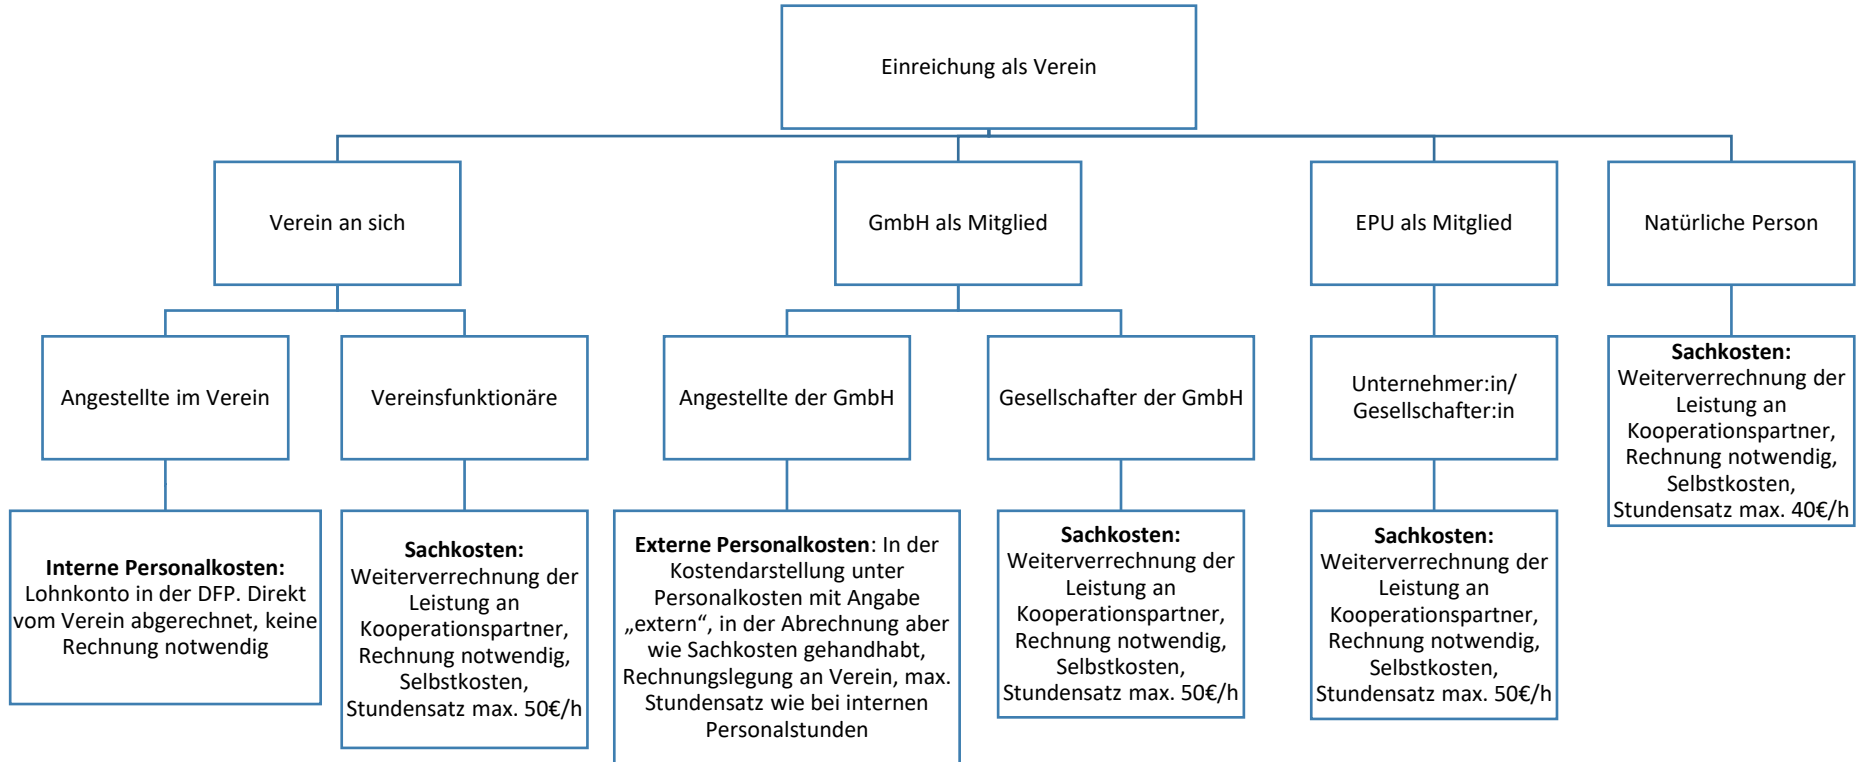 Einreichung als Verein
Verein an sich
GmbH als Mitglied
EPU als Mitglied
Natürliche Person
Angestellte im Verein
Vereinsfunktionäre
Angestellte der GmbH
Gesellschafter der GmbH
Unternehmer:in/
Gesellschafter:in
Sachkosten:
Weiterverrechnung der
Leistung an
Kooperationspartner,
Rechnung notwendig,
Selbstkosten,
Stundensatz max. 40€/h
Interne Personalkosten:
Lohnkonto in der DFP. Direkt
vom Verein abgerechnet, keine
Rechnung notwendig
Sachkosten:
Weiterverrechnung der
Leistung an
Kooperationspartner,
Rechnung notwendig,
Selbstkosten,
Stundensatz max. 50€/h
Externe Personalkosten: In der
Kostendarstellung unter
Personalkosten mit Angabe
„extern“, in der Abrechnung aber
wie Sachkosten gehandhabt,
Rechnungslegung an Verein, max.
Stundensatz wie bei internen
Personalstunden
Sachkosten:
Weiterverrechnung der
Leistung an
Kooperationspartner,
Rechnung notwendig,
Selbstkosten,
Stundensatz max. 50€/h
Sachkosten:
Weiterverrechnung der
Leistung an
Kooperationspartner,
Rechnung notwendig,
Selbstkosten,
Stundensatz max. 50€/h